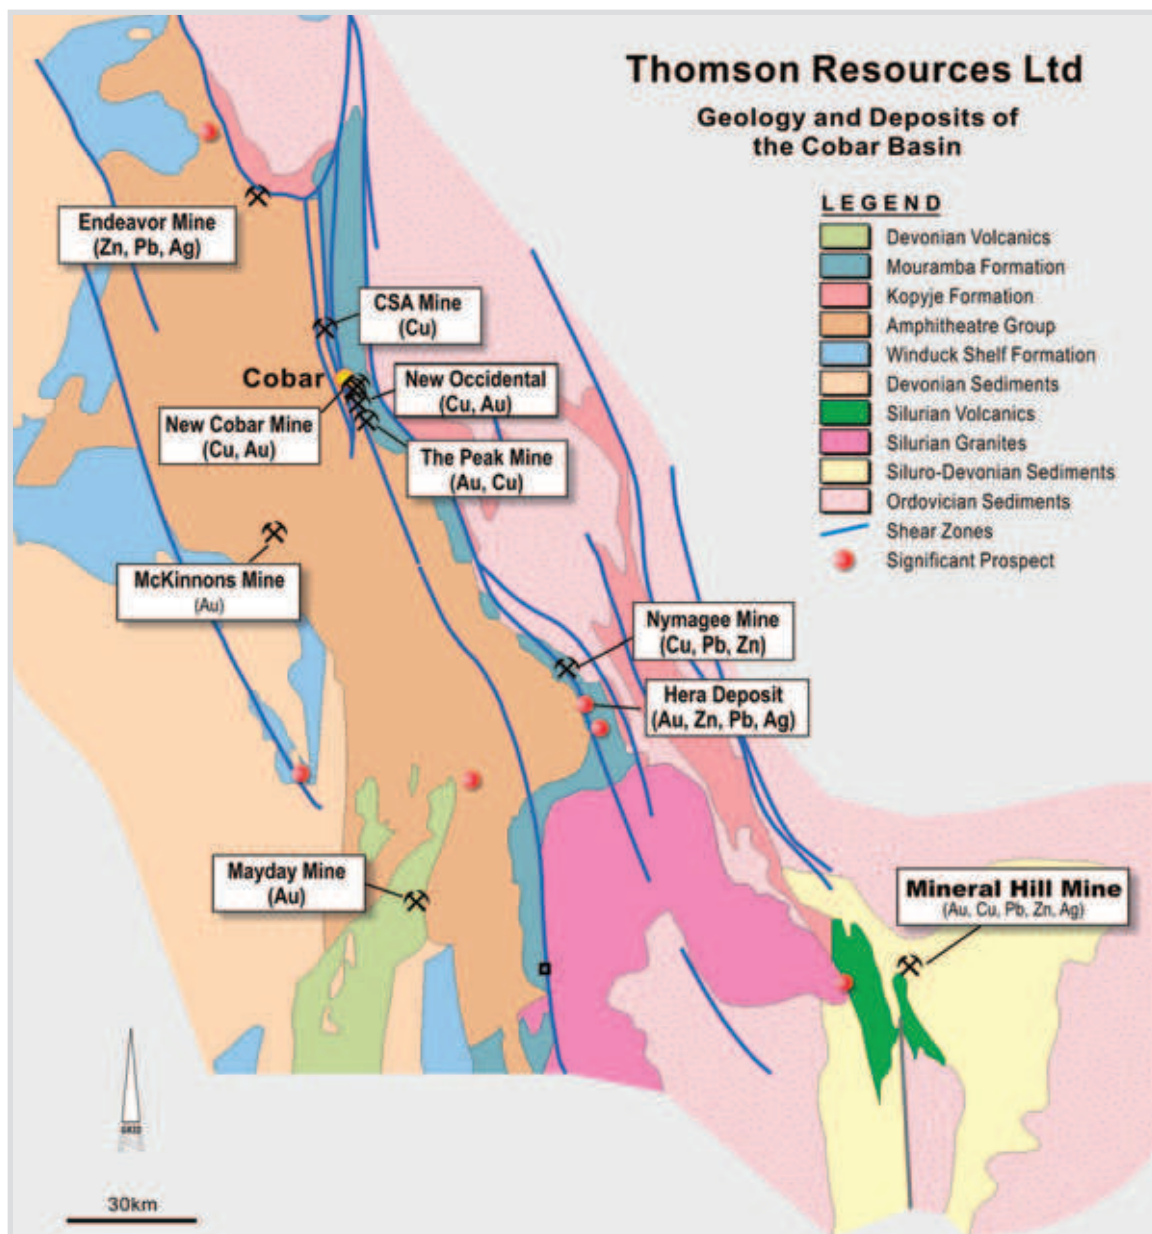 Thomson Resources Ltd
Geology and Deposits of
the Cobar Basin
LEGEND
Devonian Volcanics
Mouramba Formation
Kopyje Formation
Amphitheatre Group
Winduck Shelf Formation
Devonian Sediments
Silurian Volcanics
Silurian Granites
Siluro-Devonian Sediments
Ordovician Sediments
Shear Zones
Significant Prospect
Endeavor Mine
(Zn, Pb, Ag)
CSA Mine
(Cu)
Cobar
New Occidental
(Cu, Au)
New Cobar Mine
(Cu, Au)
The Peak Mine
(Au, Cu)
McKinnons Mine
(Au)
Nymagee Mine
(Cu, Pb, Zn)
Hera Deposit
(Au, Zn, Pb, Ag)
Mayday Mine
(Au)
Mineral Hill Mine
(Au, Cu, Pb, Zn, Ag)
30km